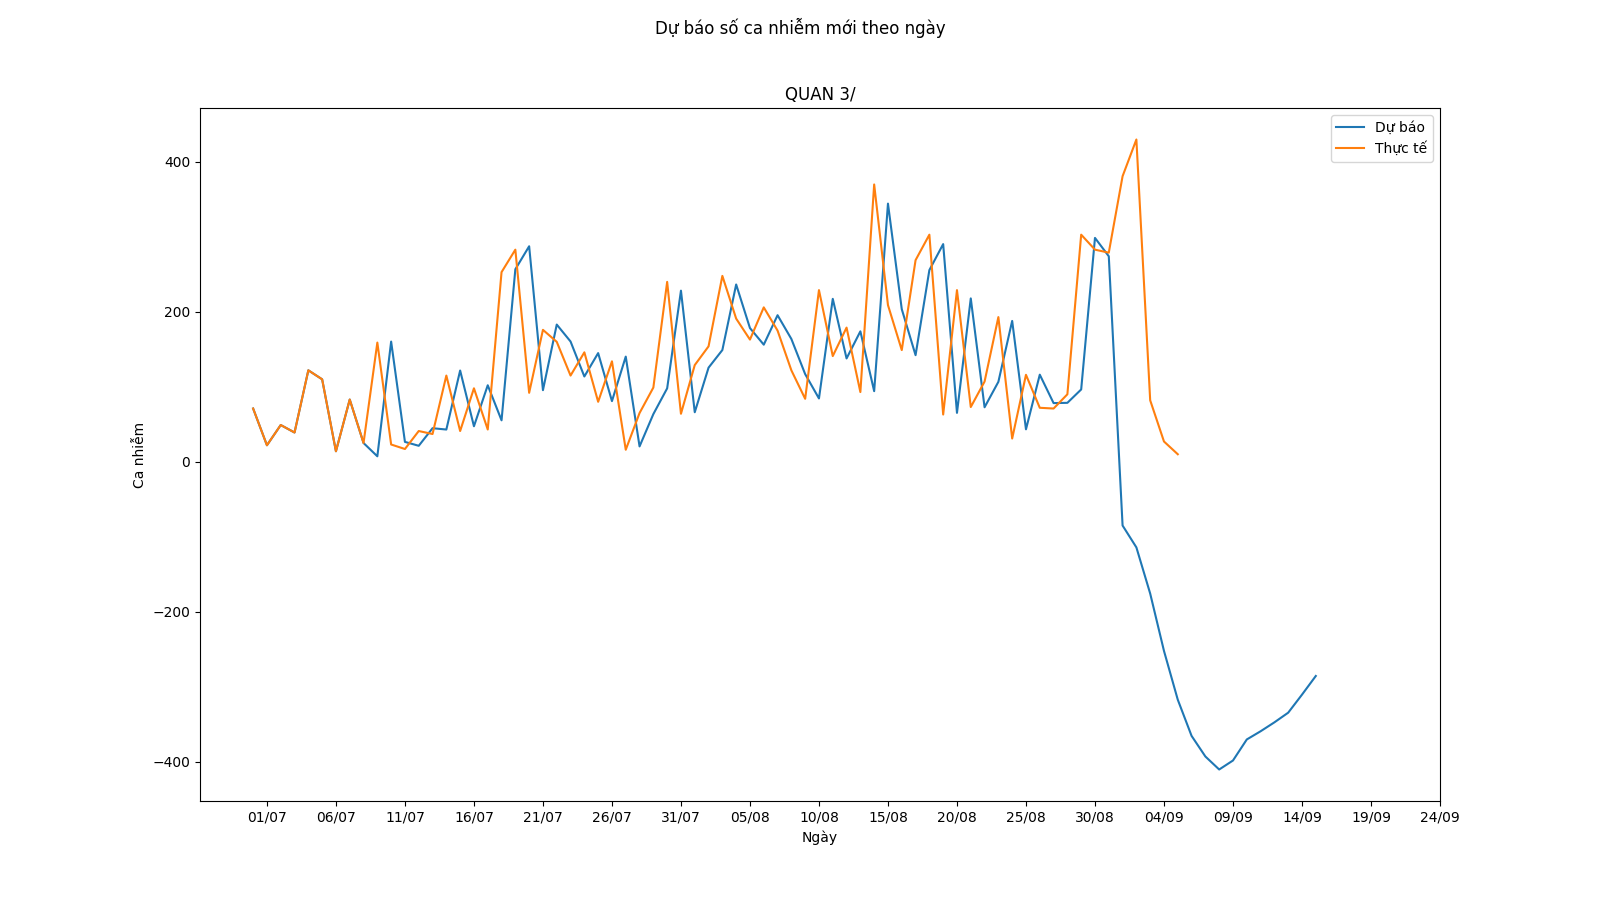 Dự báo số ca nhiễm mới theo ngày
QUAN 3/
Dự báo
Thực tế
400
200
0
−200
−400
Ca nhiễm
01/07 06/07 11/07 16/07 21/07 26/07 31/07 05/08 10/08 15/08 20/08 25/08 30/08 04/09 09/09 14/09 19/09 24/09
Ngày